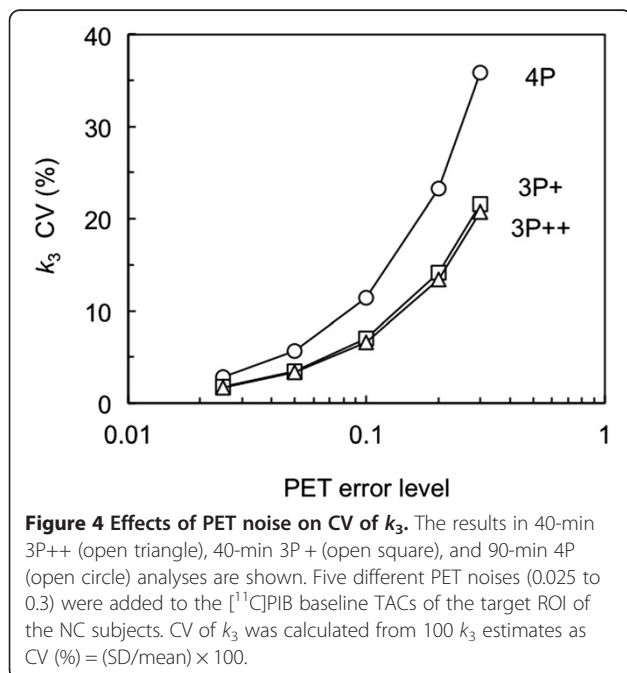 40
30
20
10
0
k3 CV (%)
4P
3P+
3P++
0.01
0.1
1
PET error level
Figure 4 Effects of PET noise on CV of k3. The results in 40-min
3P++ (open triangle), 40-min 3P + (open square), and 90-min 4P
(open circle) analyses are shown. Five different PET noises (0.025 to
0.3) were added to the [11C]PIB baseline TACs of the target ROI of
the NC subjects. CV of k3 was calculated from 100 k3 estimates as
CV (%) = (SD/mean) × 100.